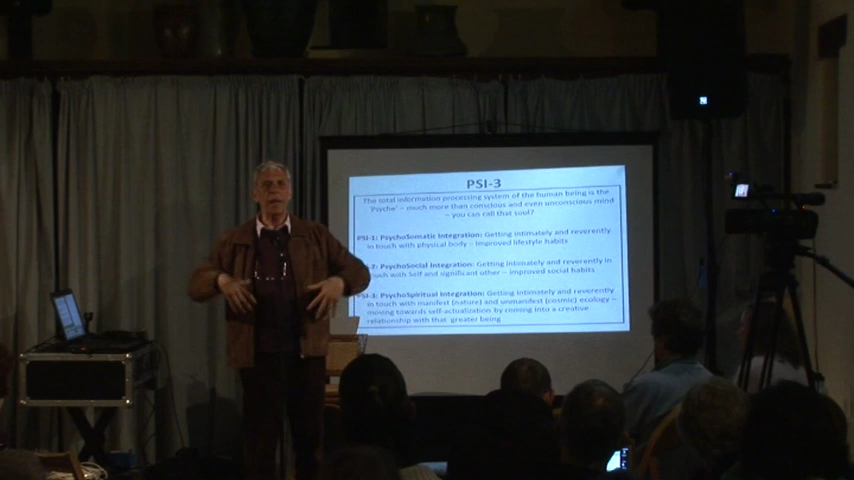 PSI-3
The total information processing system of the human being is the
'Psyche' – much more than conscious and even unconscious mind
– you can call that soul?
PSI-1: PsychoSomatic Integration: Getting intimately and reverently
in touch with physical body – Improved lifestyle habits
PsychoSocial Integration: Getting intimately and reverently in
touch with Self and significant other – improved social habits
PSI-3: PsychoSpiritual Integration: Getting intimately and reverently
in touch with manifest (nature) and unmanifest (cosmic) ecology –
moving towards self-actualization by coming into a creative
relationship with that greater being